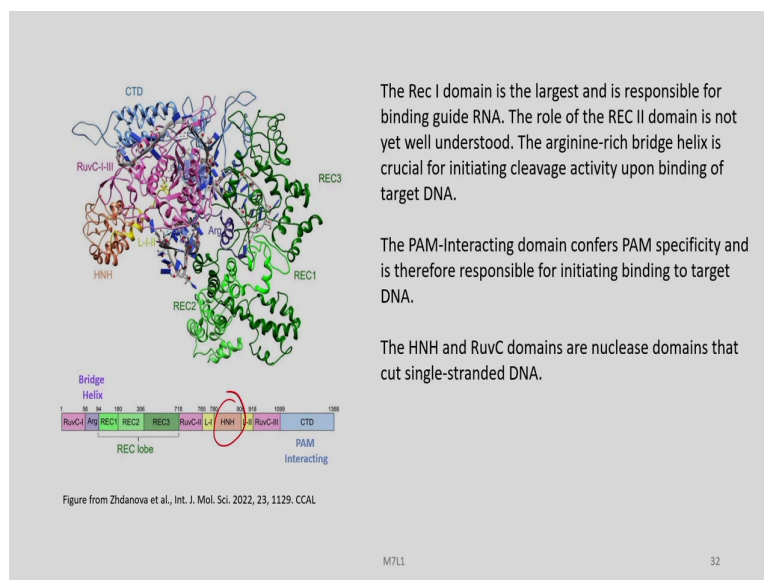 CTD
RuvC-I-III
REC3
Arg
L-I-II
HNH
REC1
REC2
Bridge
Helix
1 56 94 180 306 718 765 780 906 918 1099 1368
RuvC-I Arg REC1 REC2 REC3 RuvC-II L-I HNH L-II RuvC-III CTD
REC lobe
PAM
Interacting
Figure from Zhdanova et al., Int. J. Mol. Sci. 2022, 23, 1129. CCAL
The Rec I domain is the largest and is responsible for
binding guide RNA. The role of the REC II domain is not
yet well understood. The arginine-rich bridge helix is
crucial for initiating cleavage activity upon binding of
target DNA.
The PAM-Interacting domain confers PAM specificity and
is therefore responsible for initiating binding to target
DNA.
The HNH and RuvC domains are nuclease domains that
cut single-stranded DNA.
M7L1
32